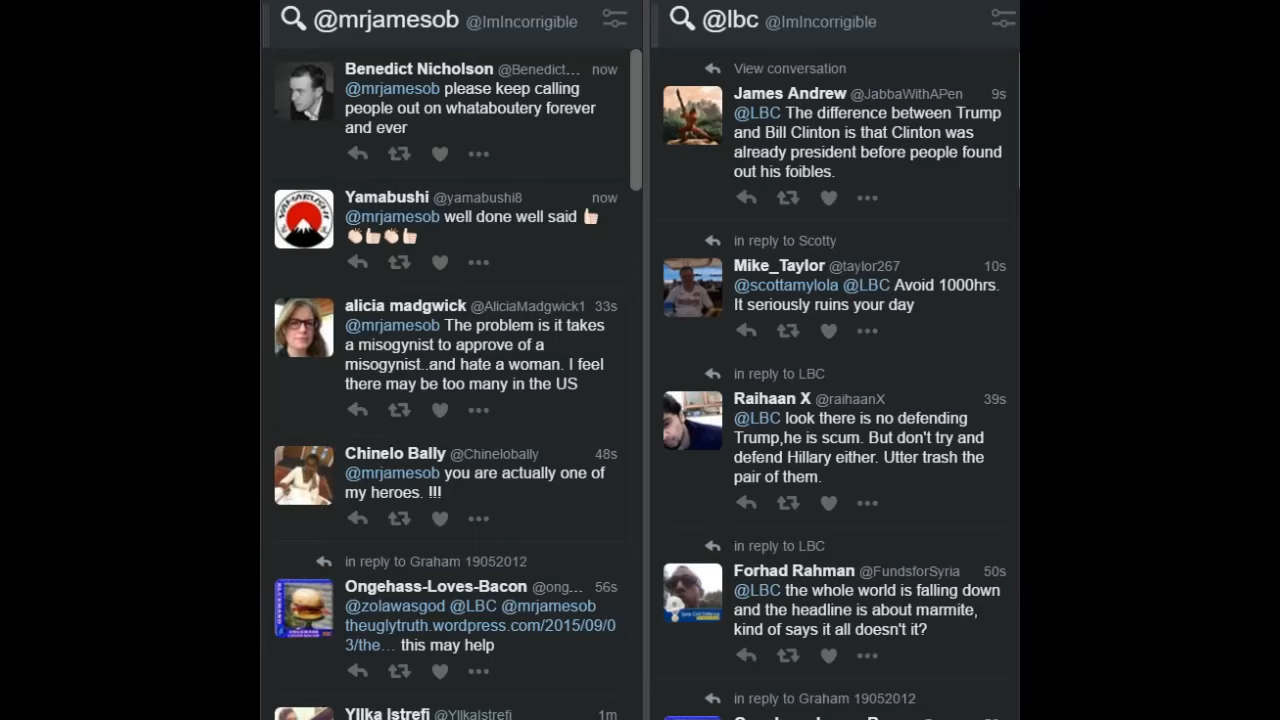 @mrjamesob @ImIncorrigible
Benedict Nicholson @Benedict... now
@mrjamesob please keep calling
people out on whataboutery forever
and ever
Yamabushi @yamabushi8 now
@mrjamesob well done well said 👍🏻
👏🏻👍🏻👏🏻👍🏻
YAMABUSHI
alicia madgwick @AliciaMadgwick1 33s
@mrjamesob The problem is it takes
a misogynist to approve of a
misogynist..and hate a woman. I feel
there may be too many in the US
Chinelo Bally @Chinelobally 48s
@mrjamesob you are actually one of
my heroes. !!!
in reply to Graham 19052012
Ongehass-Loves-Bacon @ong... 56s
@zolawasgod @LBC @mrjamesob
theuglytruth.wordpress.com/2015/09/0
3/the... this may help
Yllka Istrefi @YllkaIstrefi 1m
@lbc @ImIncorrigible
View conversation
James Andrew @JabbaWithAPen 9s
@LBC The difference between Trump
and Bill Clinton is that Clinton was
already president before people found
out his foibles.
in reply to Scotty
Mike_Taylor @taylor267 10s
@scottamylola @LBC Avoid 1000hrs.
It seriously ruins your day
in reply to LBC
Raihaan X @raihaanX 39s
@LBC look there is no defending
Trump,he is scum. But don't try and
defend Hillary either. Utter trash the
pair of them.
in reply to LBC
Forhad Rahman @FundsforSyria 50s
@LBC the whole world is falling down
and the headline is about marmite,
kind of says it all doesn't it?
in reply to Graham 19052012